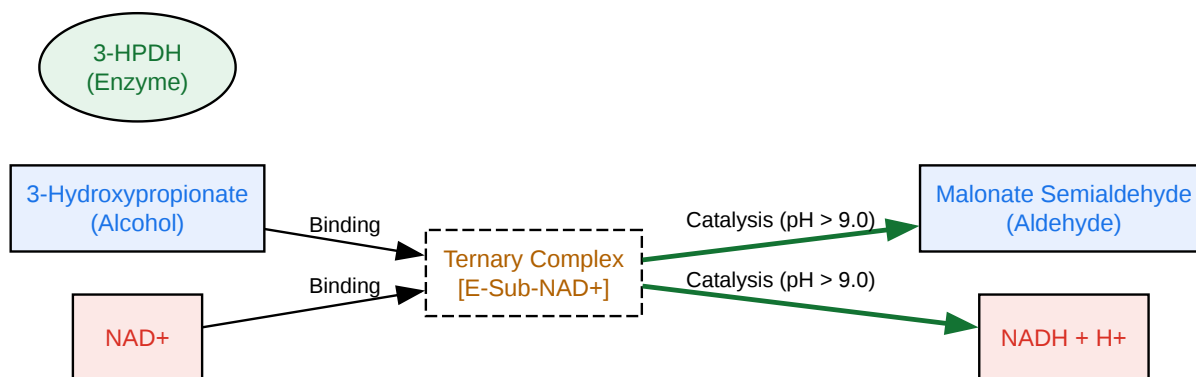 3-HPDH
(Enzyme)
3-Hydroxypropionate
(Alcohol)
Binding
NAD+
Binding
Ternary Complex
[E-Sub-NAD+]
Catalysis (pH > 9.0)
Catalysis (pH > 9.0)
Malonate Semialdehyde
(Aldehyde)
NADH + H+